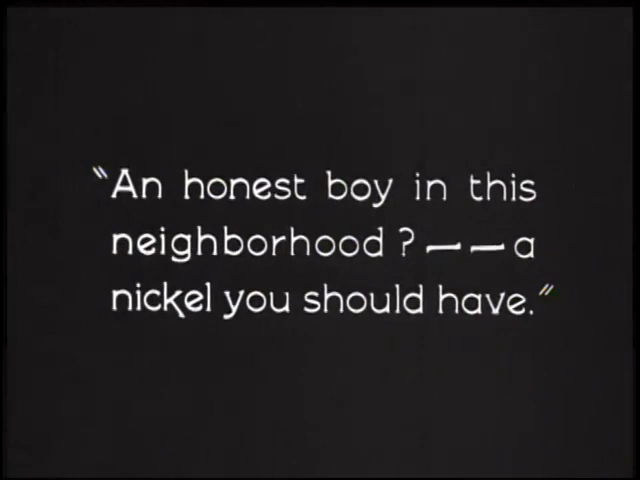 "An honest boy in this
neighborhood? — — a
nickel you should have."